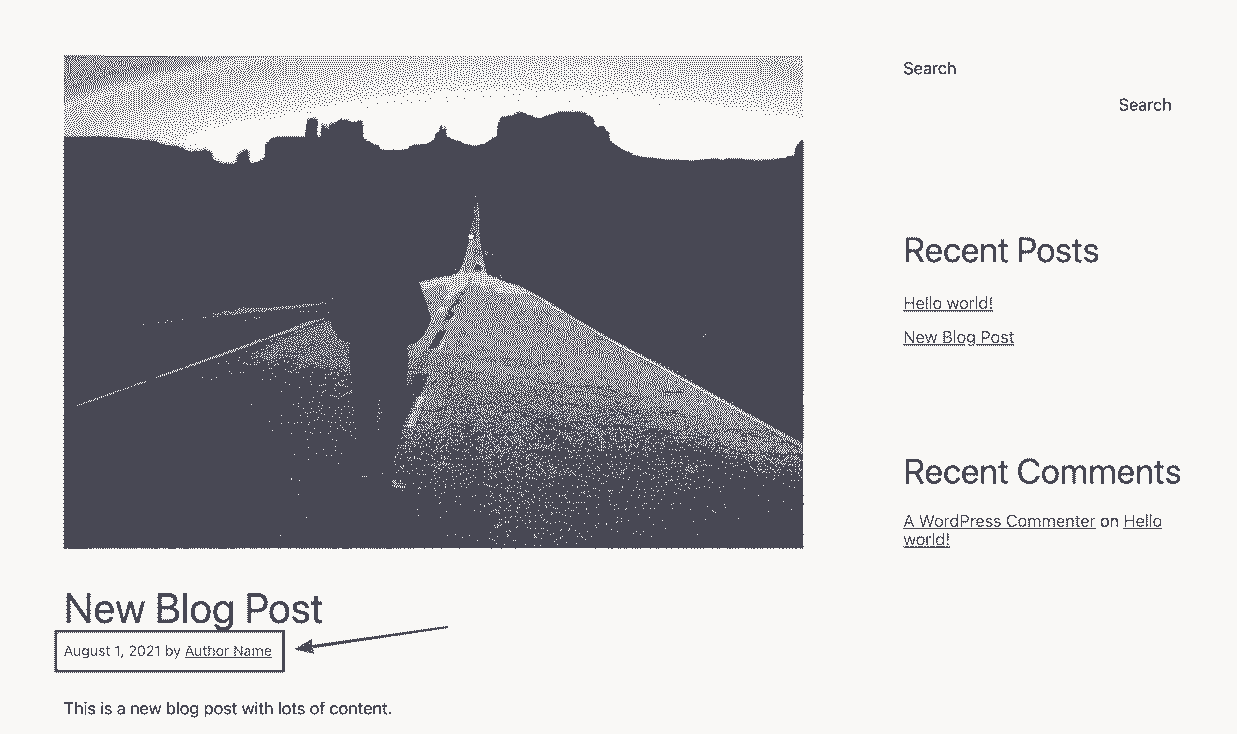 New Blog Post
August 1, 2021 by Author Name
This is a new blog post with lots of content.
Search
Search
Recent Posts
Hello world!
New Blog Post
Recent Comments
A WordPress Commenter on Hello
world!